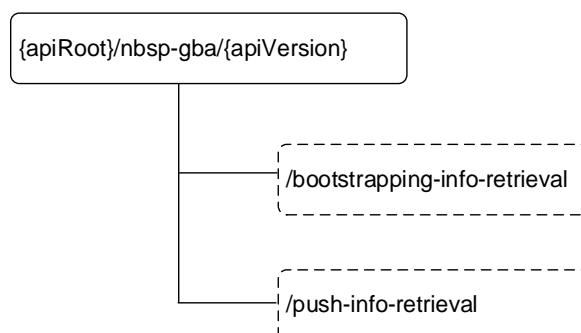 {apiRoot}/nbsp-gba/{apiVersion}
/bootstrapping-info-retrieval
/push-info-retrieval